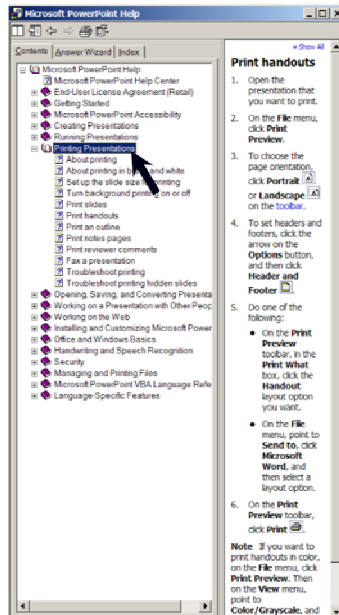 Microsoft PowerPoint Help
Contents Answer Wizard Index
Microsoft PowerPoint Help
Microsoft PowerPoint Help Center
End-User License Agreement (Retail)
Getting Started
Microsoft PowerPoint Accessibility
Creating Presentations
Running Presentations
Printing Presentations
About printing
About printing in black and white
Set up the slide size for printing
Turn background printing on or off
Print slides
Print handouts
Print an outline
Print notes pages
Print reviewer comments
Fax a presentation
Troubleshoot printing
Troubleshoot printing hidden slides
Opening, Saving, and Converting Presenta
Working on a Presentation with Other Peop
Working on the Web
Installing and Customizing Microsoft Power
Office and Windows Basics
Handwriting and Speech Recognition
Security
Managing and Printing Files
Microsoft PowerPoint VBA Language Refe
Language-Specific Features
Show All
Print handouts
1. Open the
presentation that
you want to print.
2. On the File menu,
click Print
Preview.
3. To choose the
page orientation,
click Portrait
or Landscape
on the toolbar.
4. To set headers and
footers, click the
arrow on the
Options button,
and then click
Header and
Footer
5. Do one of the
following:
• On the Print
Preview
toolbar, in the
Print What
box, click the
Handout
layout option
you want.
• On the File
menu, point to
Send to, click
Microsoft
Word, and
then select a
layout option.
6. On the Print
Preview toolbar,
click Print
Note If you want to
print handouts in color,
on the File menu, click
Print Preview. Then
on the View menu,
point to
Color/Grayscale, and